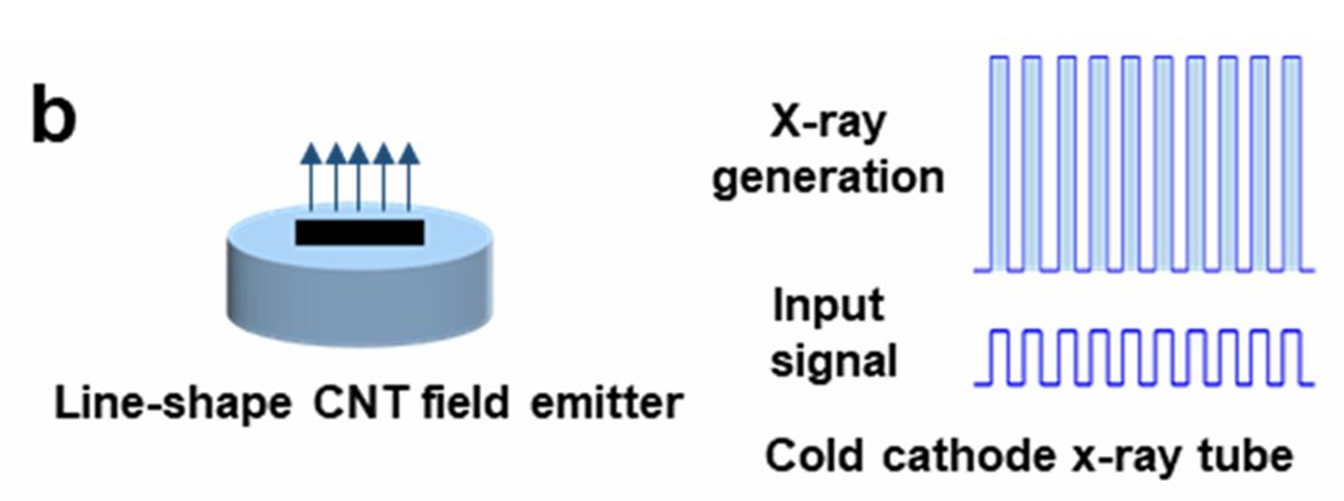 b
Line-shape CNT field emitter
X-ray
generation
Input
signal
Cold cathode x-ray tube